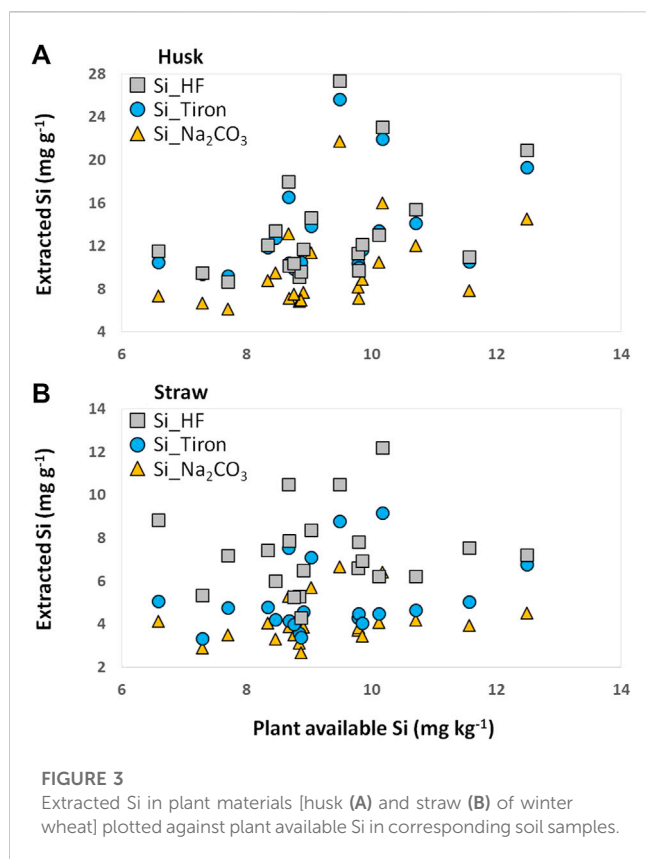 A
Husk
Si_HF
Si_Tiron
Si_Na₂CO₃
Extracted Si (mg g⁻¹)
28
24
20
16
12
8
4
6 8 10 12 14
B
Straw
Si_HF
Si_Tiron
Si_Na₂CO₃
Extracted Si (mg g⁻¹)
14
12
10
8
6
4
2
6 8 10 12 14
Plant available Si (mg kg⁻¹)
FIGURE 3
Extracted Si in plant materials [husk (A) and straw (B) of winter
wheat] plotted against plant available Si in corresponding soil samples.